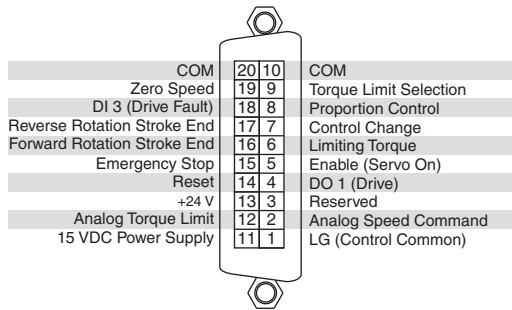 COM 20 10 COM
Zero Speed 19 9 Torque Limit Selection
DI 3 (Drive Fault) 18 8 Proportion Control
Reverse Rotation Stroke End 17 7 Control Change
Forward Rotation Stroke End 16 6 Limiting Torque
Emergency Stop 15 5 Enable (Servo On)
Reset 14 4 DO 1 (Drive)
+24 V 13 3 Reserved
Analog Torque Limit 12 2 Analog Speed Command
15 VDC Power Supply 11 1 LG (Control Common)